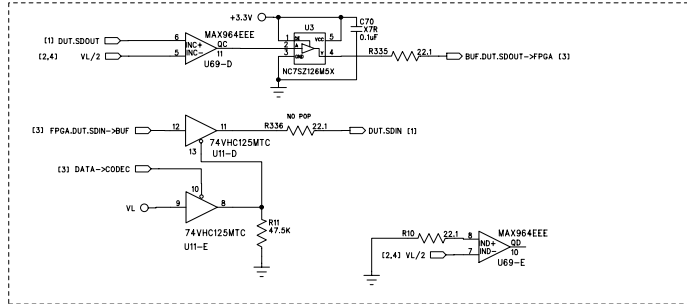 +3.3V
C70
X7R
0.1uF
U3
MAX964EEE
[1] DUT.SDOUT
6
INC+
QC
1
OE
VCC
5
2
A
[2,4] VL/2
5
INC-
11
3
GND
Y
4
R335
22.1
BUF.DUT.SDOUT->FPGA [3]
U69-D
NC7SZ126M5X
NO POP
[3] FPGA.DUT.SDIN->BUF
12
11
R336
22.1
DUT.SDIN [1]
74VHC125MTC
13
U11-D
[3] DATA->CODEC
10
VL
9
8
R11
47.5K
74VHC125MTC
U11-E
R10
22.1
MAX964EEE
8
IND+
QD
[2,4] VL/2
7
IND-
10
U69-E